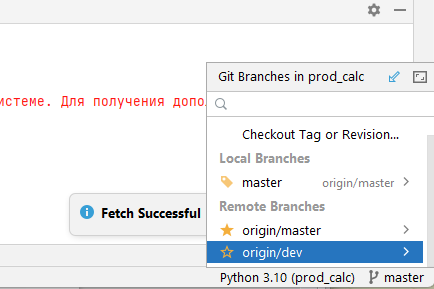 Git Branches in prod_calc
истеме. Для получения
Checkout Tag or Revision...
Local Branches
master origin/master
Remote Branches
Fetch Successful
origin/master
origin/dev
Python 3.10 (prod_calc) master